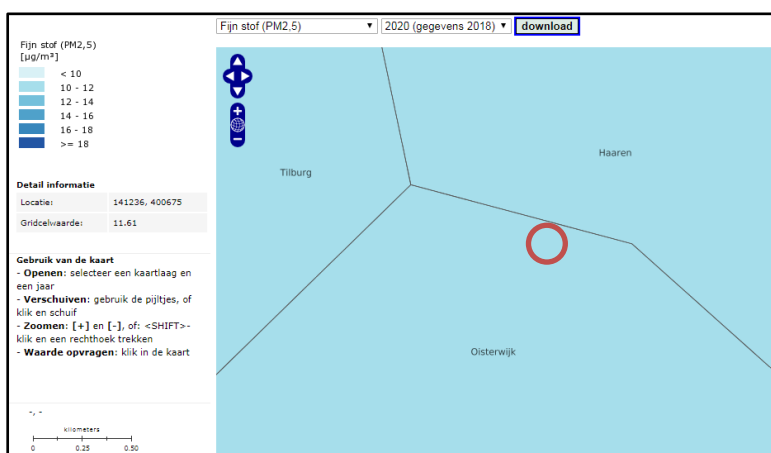 Fijn stof (PM2,5)
2020 (gegevens 2018)
download
Fijn stof (PM2,5)
[µg/m³]
< 10
10 - 12
12 - 14
14 - 16
16 - 18
>= 18
Detail informatie
Locatie: 141236, 400675
Gridcelwaarde: 11.61
Gebruik van de kaart
- Openen: selecteer een kaartlaag en
een jaar
- Verschuiven: gebruik de pijltjes, of
klik en schuif
- Zoomen: [+] en [-], of: <SHIFT>-
klik en een rechthoek trekken
- Waarde opvragen: klik in de kaart
-, -
kilometers
0 0.25 0.50
Tilburg
Haaren
Oisterwijk